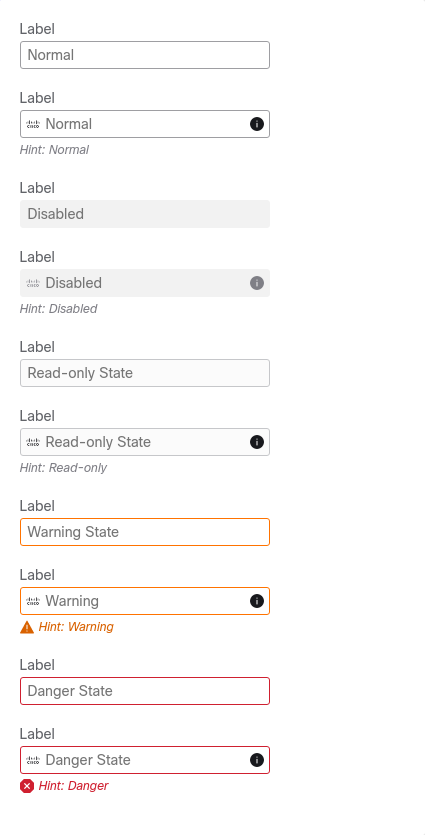 Label
Normal
Label
Normal
Hint: Normal
Label
Disabled
Label
Disabled
Hint: Disabled
Label
Read-only State
Label
Read-only State
Hint: Read-only
Label
Warning State
Label
Warning
Hint: Warning
Label
Danger State
Label
Danger State
Hint: Danger